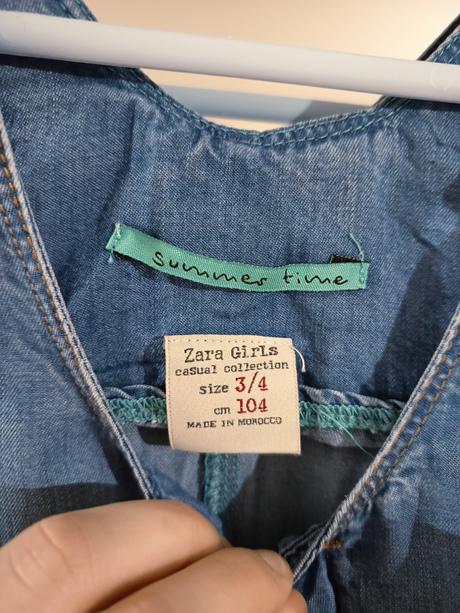 summer time
Zara GirLs
caSual collection
size 3/4
cm 104
MADE IN MOROCCO